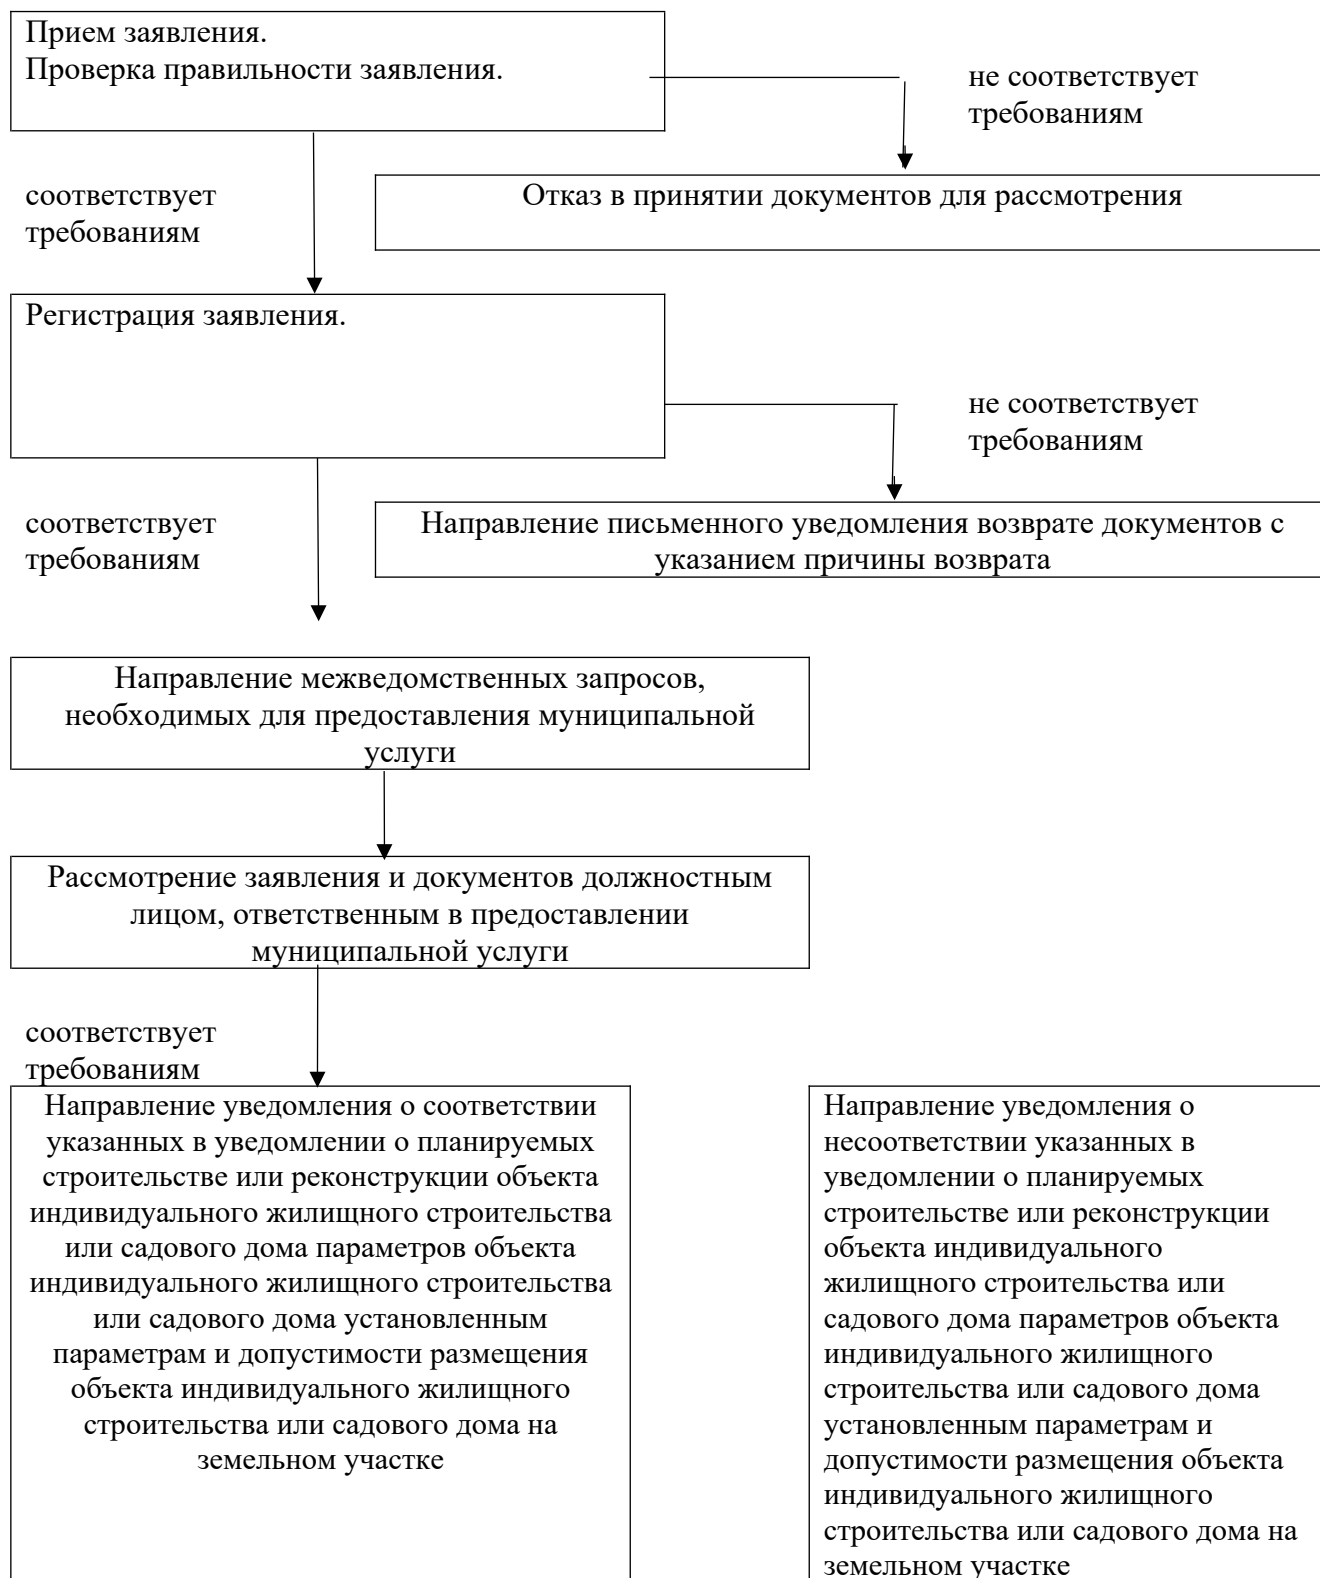 Прием заявления.
Проверка правильности заявления.
не соответствует
требованиям
соответствует
требованиям
Отказ в принятии документов для рассмотрения
Регистрация заявления.
не соответствует
требованиям
соответствует
требованиям
Направление письменного уведомления возврате документов с
указанием причины возврата
Направление межведомственных запросов,
необходимых для предоставления муниципальной
услуги
Рассмотрение заявления и документов должностным
лицом, ответственным в предоставлении
муниципальной услуги
соответствует
требованиям
Направление уведомления о соответствии
указанных в уведомлении о планируемых
строительстве или реконструкции объекта
индивидуального жилищного строительства
или садового дома параметров объекта
индивидуального жилищного строительства
или садового дома установленным
параметрам и допустимости размещения
объекта индивидуального жилищного
строительства или садового дома на
земельном участке
Направление уведомления о
несоответствии указанных в
уведомлении о планируемых
строительстве или реконструкции
объекта индивидуального
жилищного строительства или
садового дома параметров объекта
индивидуального жилищного
строительства или садового дома
установленным параметрам и
допустимости размещения объекта
индивидуального жилищного
строительства или садового дома на
земельном участке